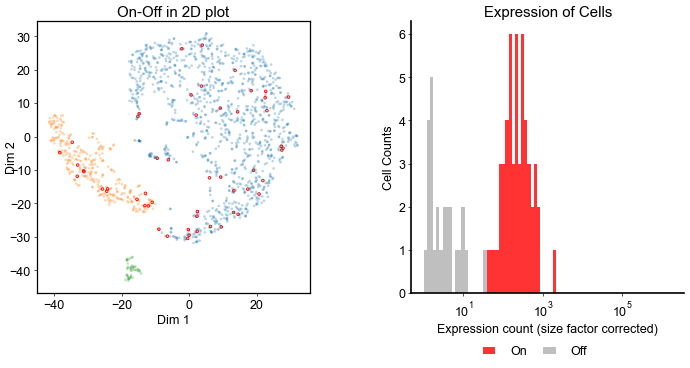 On-Off in 2D plot
Dim 2
30
20
10
0
−10
−20
−30
−40
−40
−20
0
20
Dim 1
Expression of Cells
Cell Counts
6
5
4
3
2
1
0
10^1
10^3
10^5
Expression count (size factor corrected)
On
Off